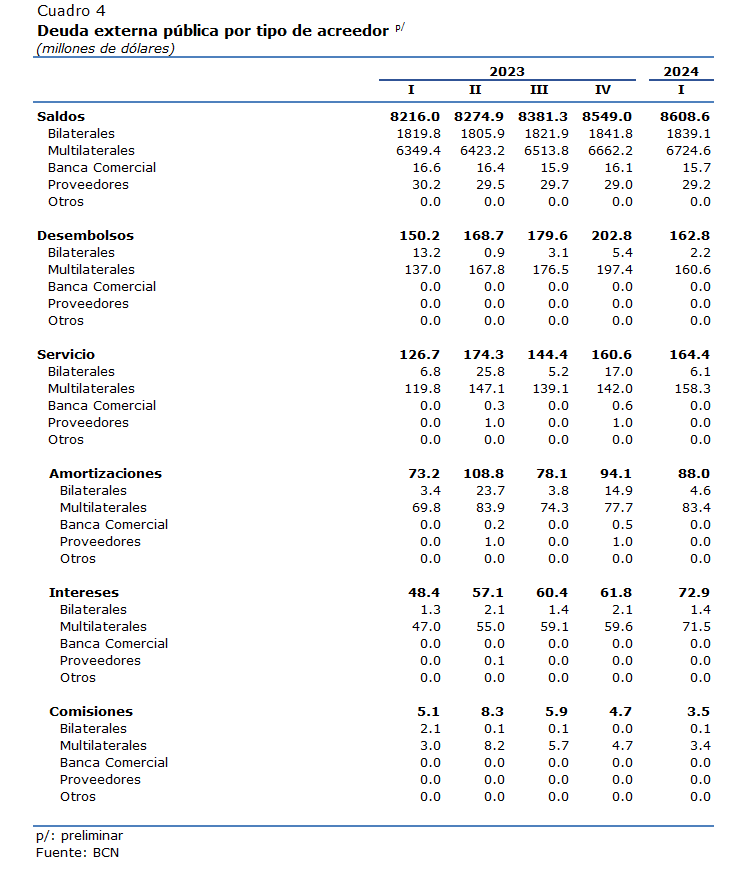 Cuadro 4
Deuda externa pública por tipo de acreedor p/
(millones de dólares)
2023 2024
I II III IV I
Saldos 8216.0 8274.9 8381.3 8549.0 8608.6
Bilaterales 1819.8 1805.9 1821.9 1841.8 1839.1
Multilaterales 6349.4 6423.2 6513.8 6662.2 6724.6
Banca Comercial 16.6 16.4 15.9 16.1 15.7
Proveedores 30.2 29.5 29.7 29.0 29.2
Otros 0.0 0.0 0.0 0.0 0.0
Desembolsos 150.2 168.7 179.6 202.8 162.8
Bilaterales 13.2 0.9 3.1 5.4 2.2
Multilaterales 137.0 167.8 176.5 197.4 160.6
Banca Comercial 0.0 0.0 0.0 0.0 0.0
Proveedores 0.0 0.0 0.0 0.0 0.0
Otros 0.0 0.0 0.0 0.0 0.0
Servicio 126.7 174.3 144.4 160.6 164.4
Bilaterales 6.8 25.8 5.2 17.0 6.1
Multilaterales 119.8 147.1 139.1 142.0 158.3
Banca Comercial 0.0 0.3 0.0 0.6 0.0
Proveedores 0.0 1.0 0.0 1.0 0.0
Otros 0.0 0.0 0.0 0.0 0.0
Amortizaciones 73.2 108.8 78.1 94.1 88.0
Bilaterales 3.4 23.7 3.8 14.9 4.6
Multilaterales 69.8 83.9 74.3 77.7 83.4
Banca Comercial 0.0 0.2 0.0 0.5 0.0
Proveedores 0.0 1.0 0.0 1.0 0.0
Otros 0.0 0.0 0.0 0.0 0.0
Intereses 48.4 57.1 60.4 61.8 72.9
Bilaterales 1.3 2.1 1.4 2.1 1.4
Multilaterales 47.0 55.0 59.1 59.6 71.5
Banca Comercial 0.0 0.0 0.0 0.0 0.0
Proveedores 0.0 0.1 0.0 0.0 0.0
Otros 0.0 0.0 0.0 0.0 0.0
Comisiones 5.1 8.3 5.9 4.7 3.5
Bilaterales 2.1 0.1 0.1 0.0 0.1
Multilaterales 3.0 8.2 5.7 4.7 3.4
Banca Comercial 0.0 0.0 0.0 0.0 0.0
Proveedores 0.0 0.0 0.0 0.0 0.0
Otros 0.0 0.0 0.0 0.0 0.0
p/: preliminar
Fuente: BCN